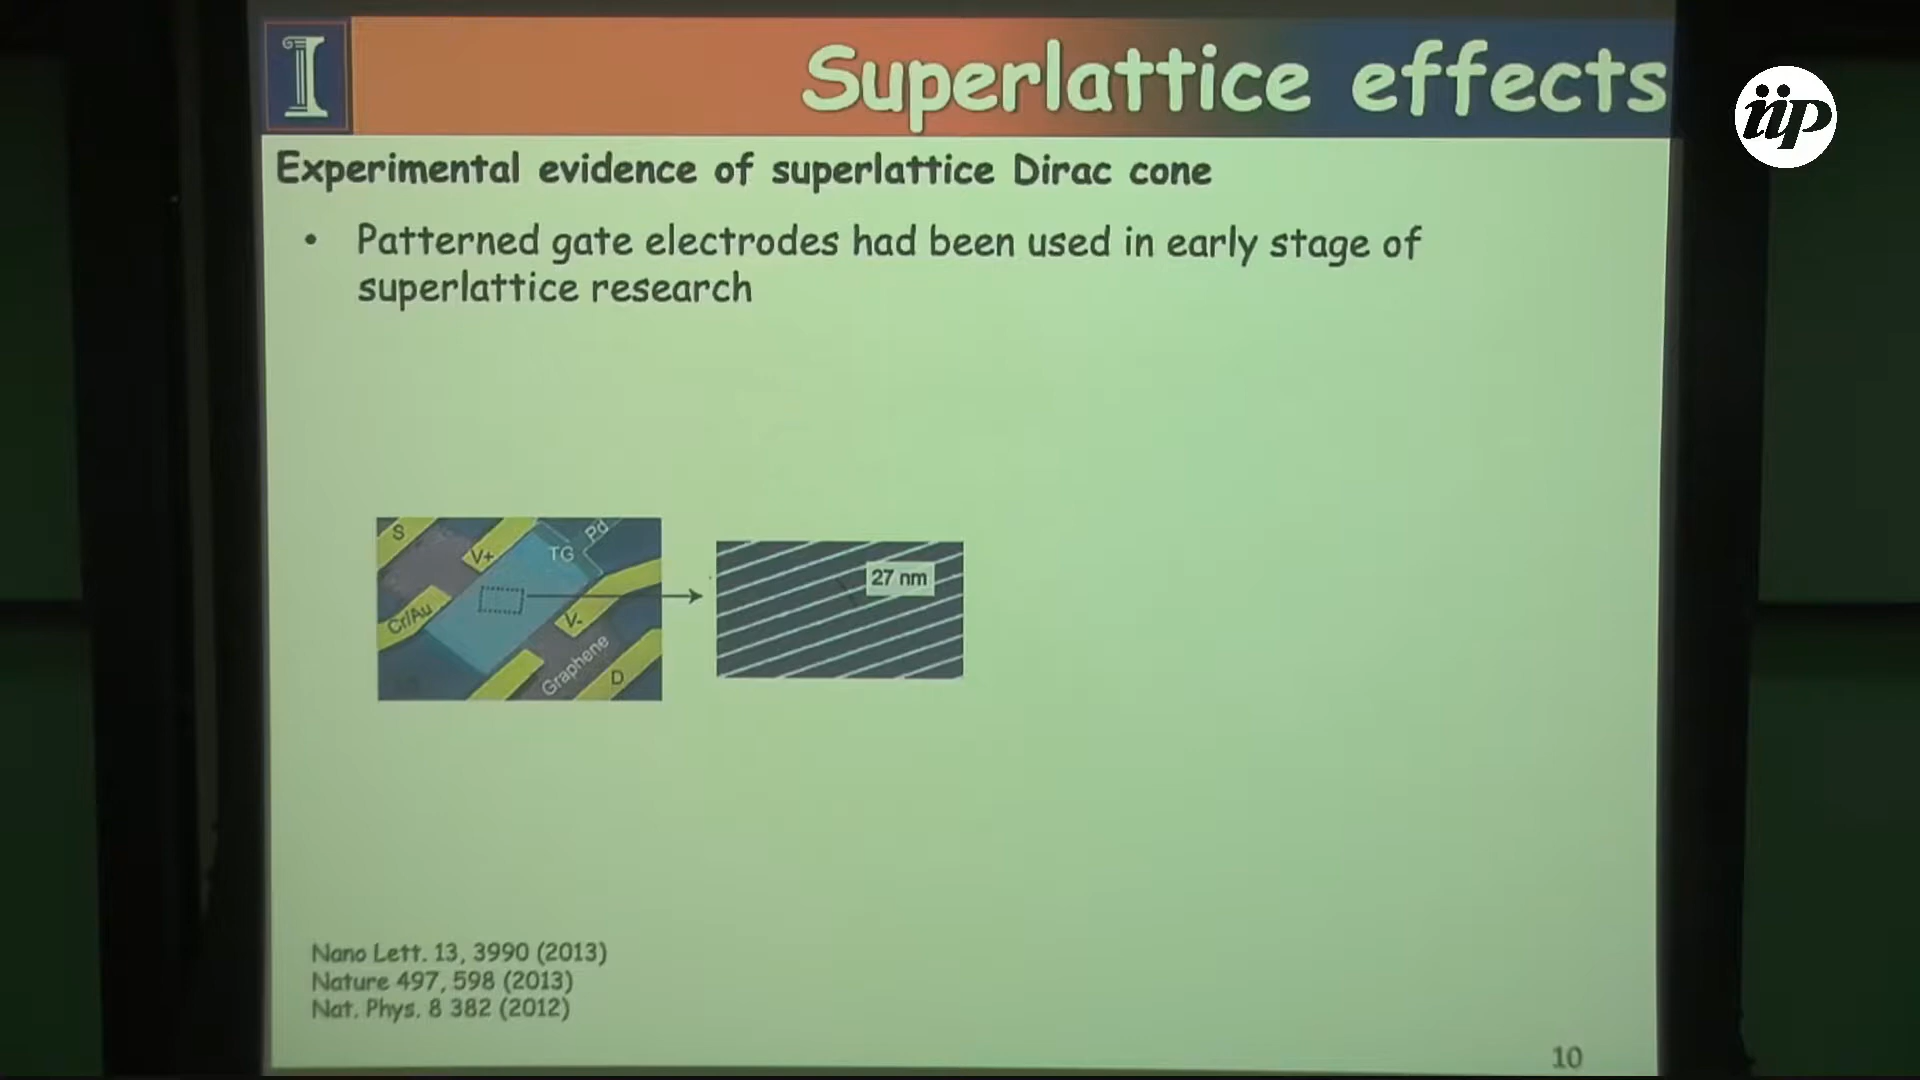 Superlattice effects
iip
Experimental evidence of superlattice Dirac cone
• Patterned gate electrodes had been used in early stage of
superlattice research
S
V+
TG
Pd
Cr/Au
V-
Graphene
D
27 nm
Nano Lett. 13, 3990 (2013)
Nature 497, 598 (2013)
Nat. Phys. 8 382 (2012)
10